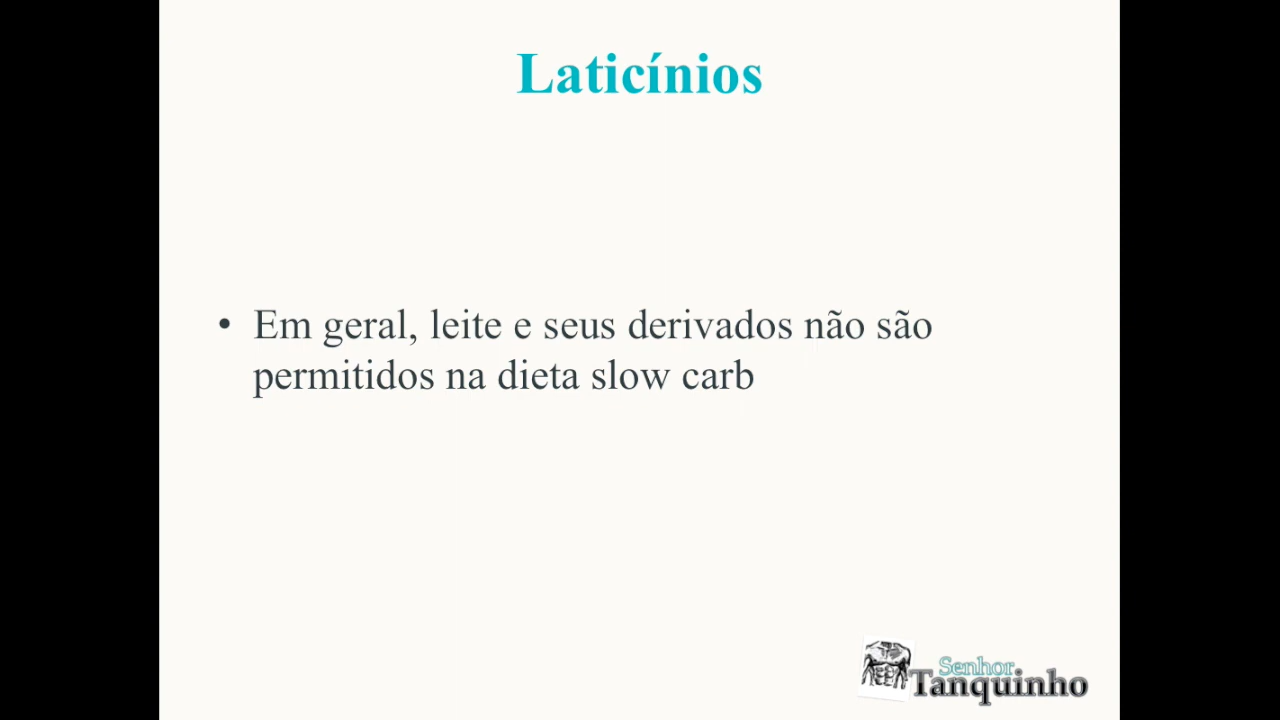 Laticínios
• Em geral, leite e seus derivados não são
permitidos na dieta slow carb
Senhor
Tanquinho